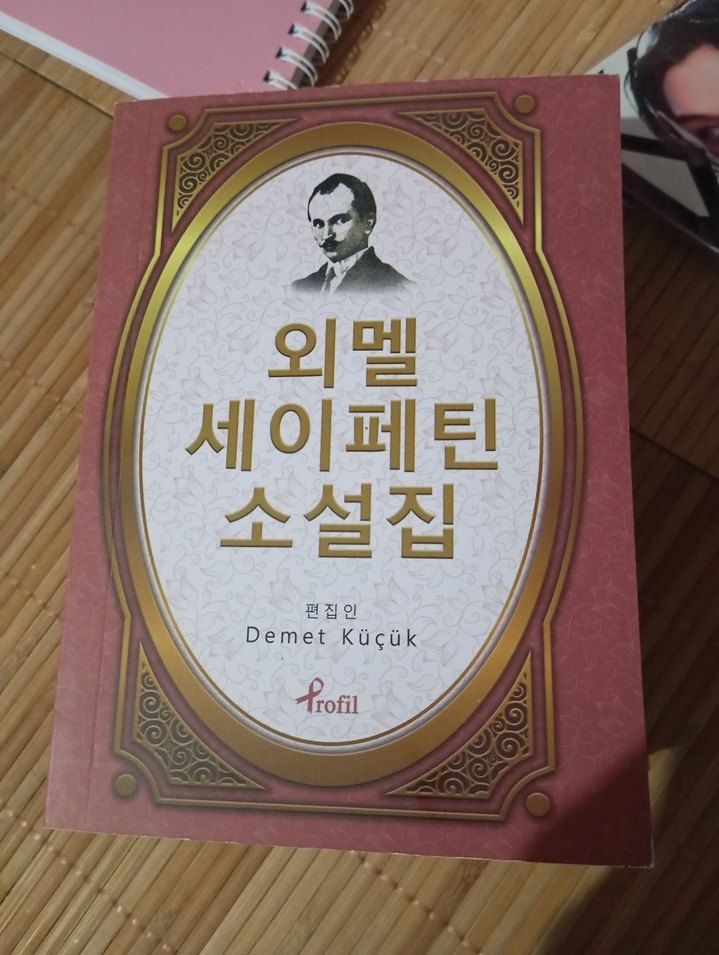 외멜
세이페틴
소설집
편집인
Demet Küçük
Profil